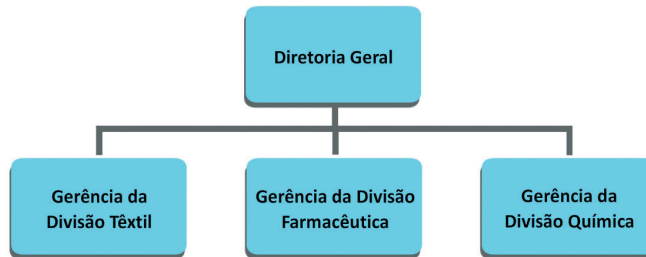 Diretoria Geral
Gerência da
Divisão Têxtil
Gerência da Divisão
Farmacêutica
Gerência da
Divisão Química